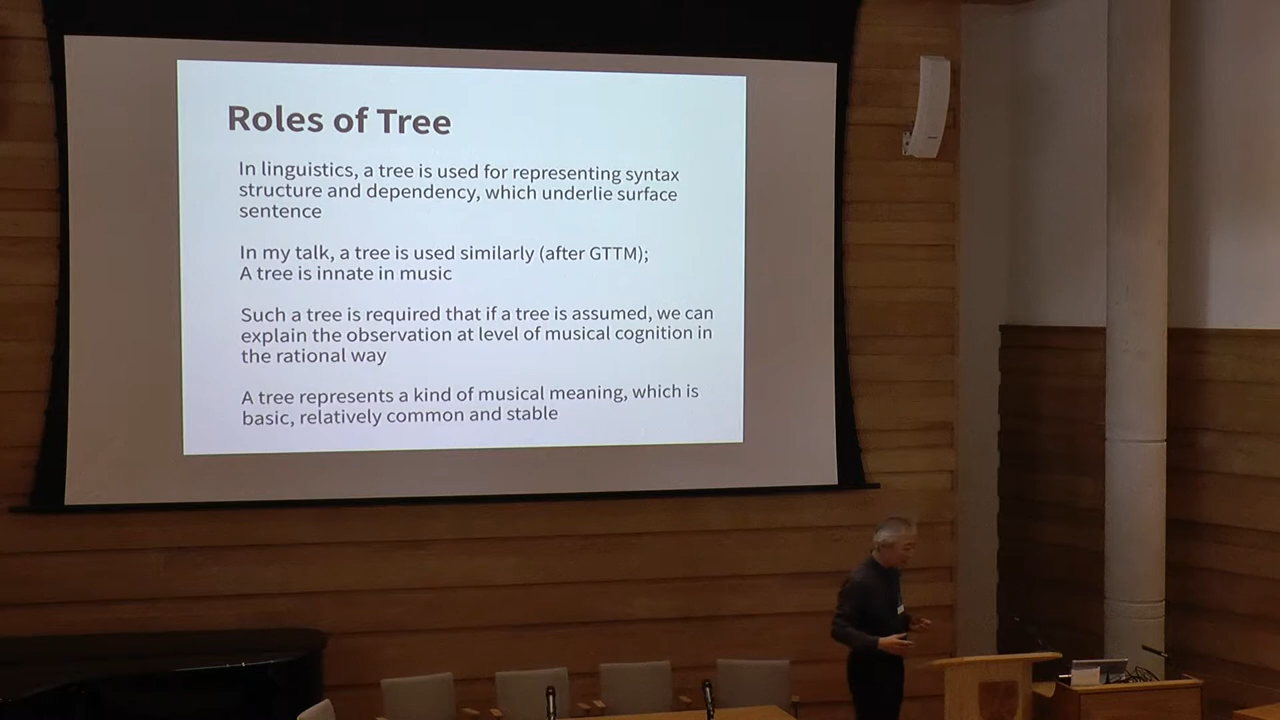 Roles of Tree
In linguistics, a tree is used for representing syntax
structure and dependency, which underlie surface
sentence
In my talk, a tree is used similarly (after GTTM);
A tree is innate in music
Such a tree is required that if a tree is assumed, we can
explain the observation at level of musical cognition in
the rational way
A tree represents a kind of musical meaning, which is
basic, relatively common and stable